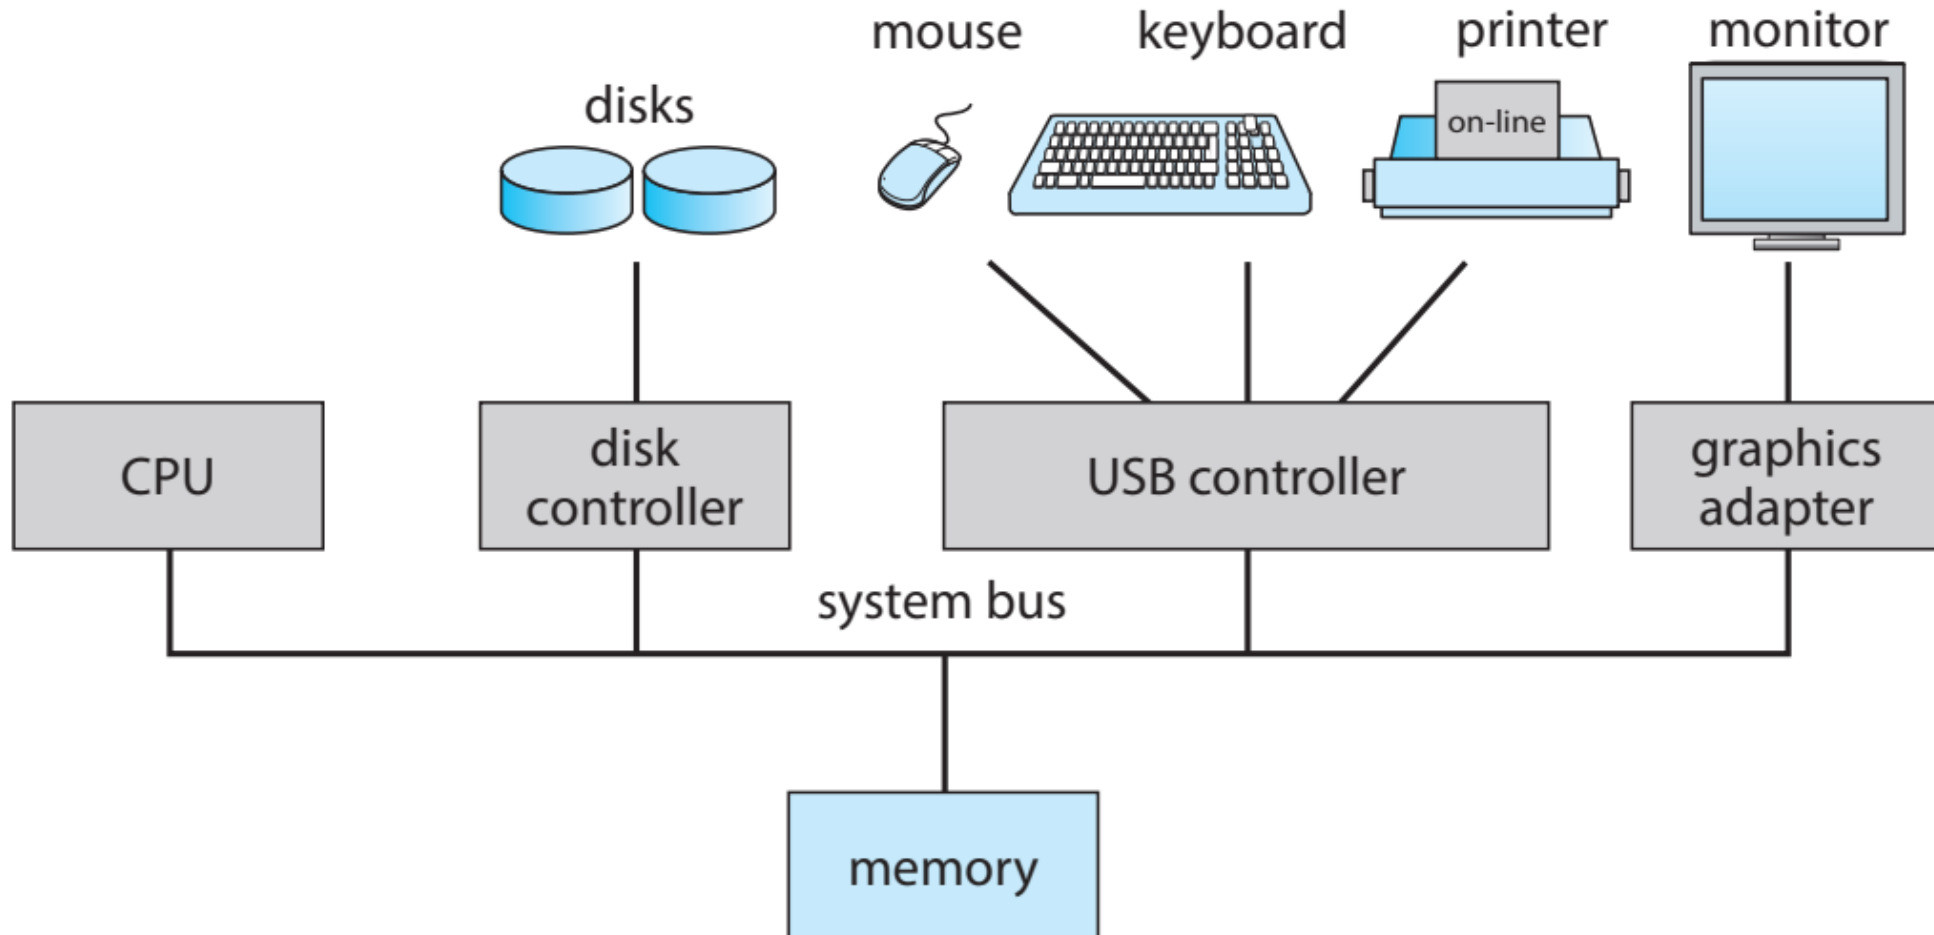 mouse
keyboard
printer
monitor
disks
on-line
CPU
disk
controller
USB controller
graphics
adapter
system bus
memory